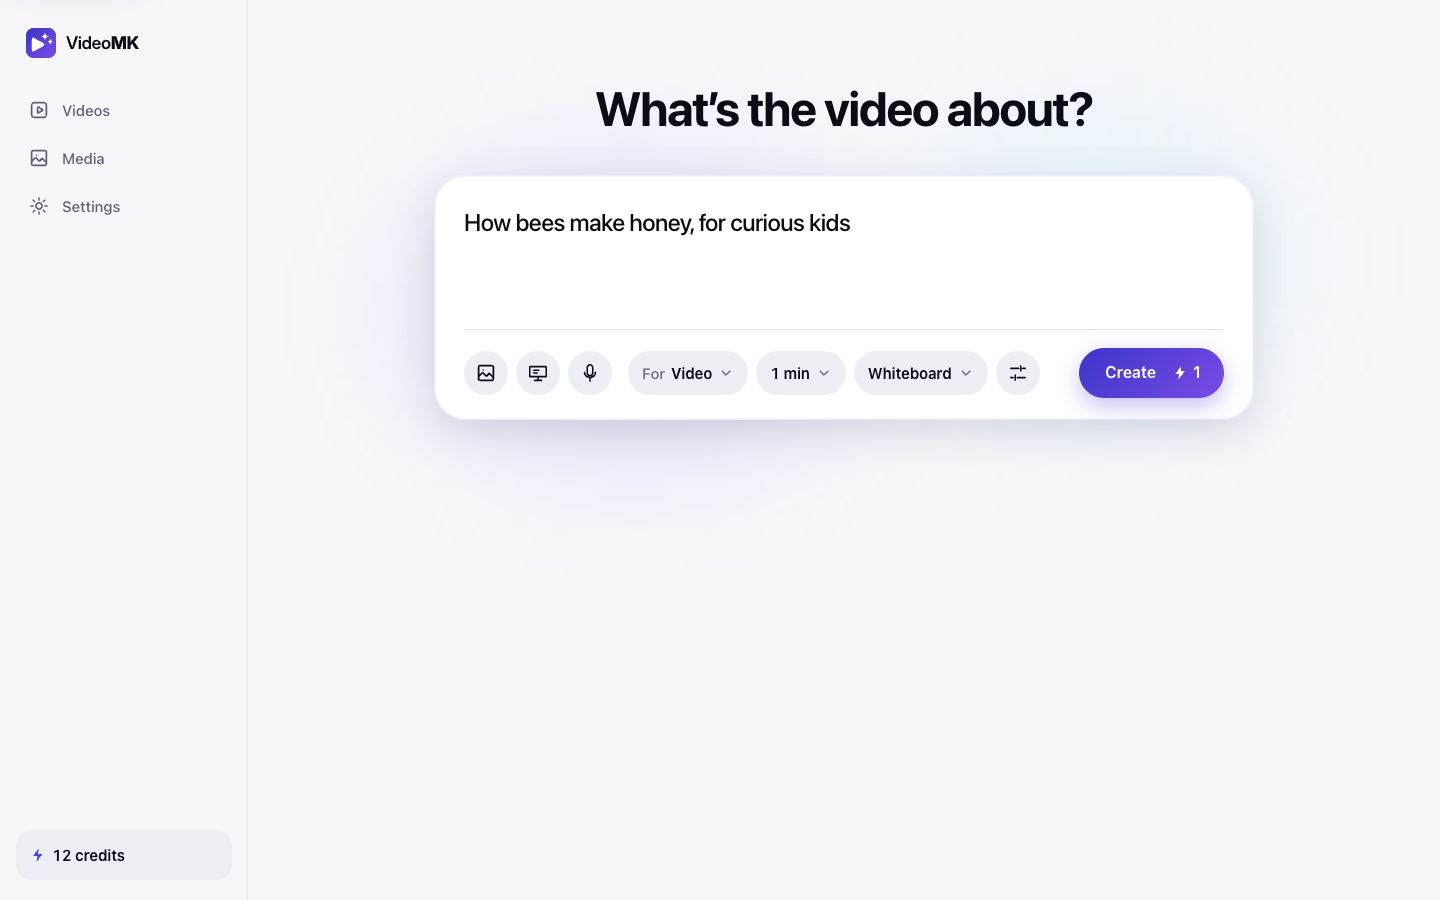 VideoMK
Videos
Media
Settings
What's the video about?
How bees make honey, for curious kids
For Video
1 min
Whiteboard
Create 1
12 credits